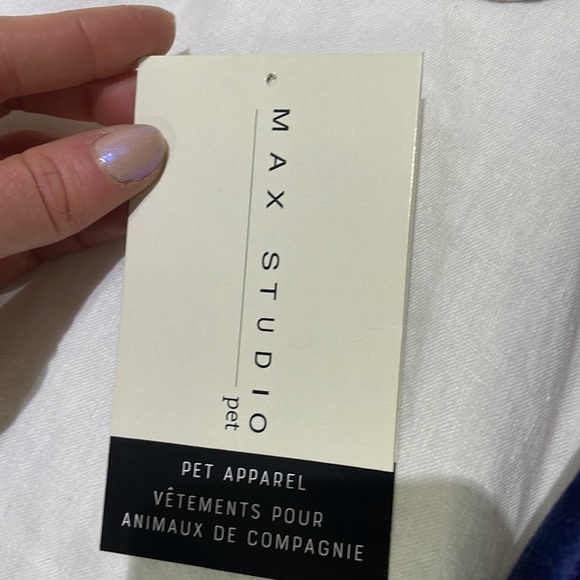 MAX STUDIO
pet
PET APPAREL
VÊTEMENTS POUR
ANIMAUX DE COMPAGNIE